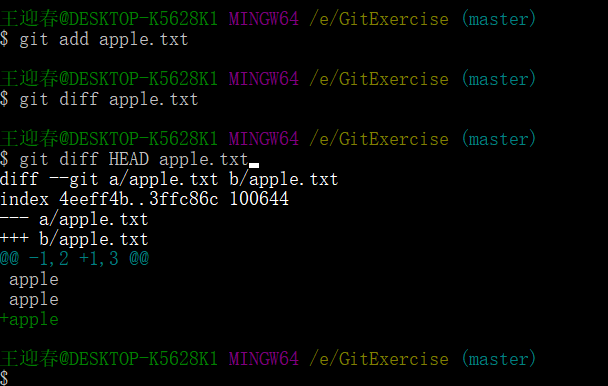 王迎春@DESKTOP-K5628K1 MINGW64 /e/GitExercise (master)
$ git add apple.txt
王迎春@DESKTOP-K5628K1 MINGW64 /e/GitExercise (master)
$ git diff apple.txt
王迎春@DESKTOP-K5628K1 MINGW64 /e/GitExercise (master)
$ git diff HEAD apple.txt
diff --git a/apple.txt b/apple.txt
index 4eeff4b..3ffc86c 100644
--- a/apple.txt
+++ b/apple.txt
@@ -1,2 +1,3 @@
 apple
 apple
+apple
王迎春@DESKTOP-K5628K1 MINGW64 /e/GitExercise (master)
$